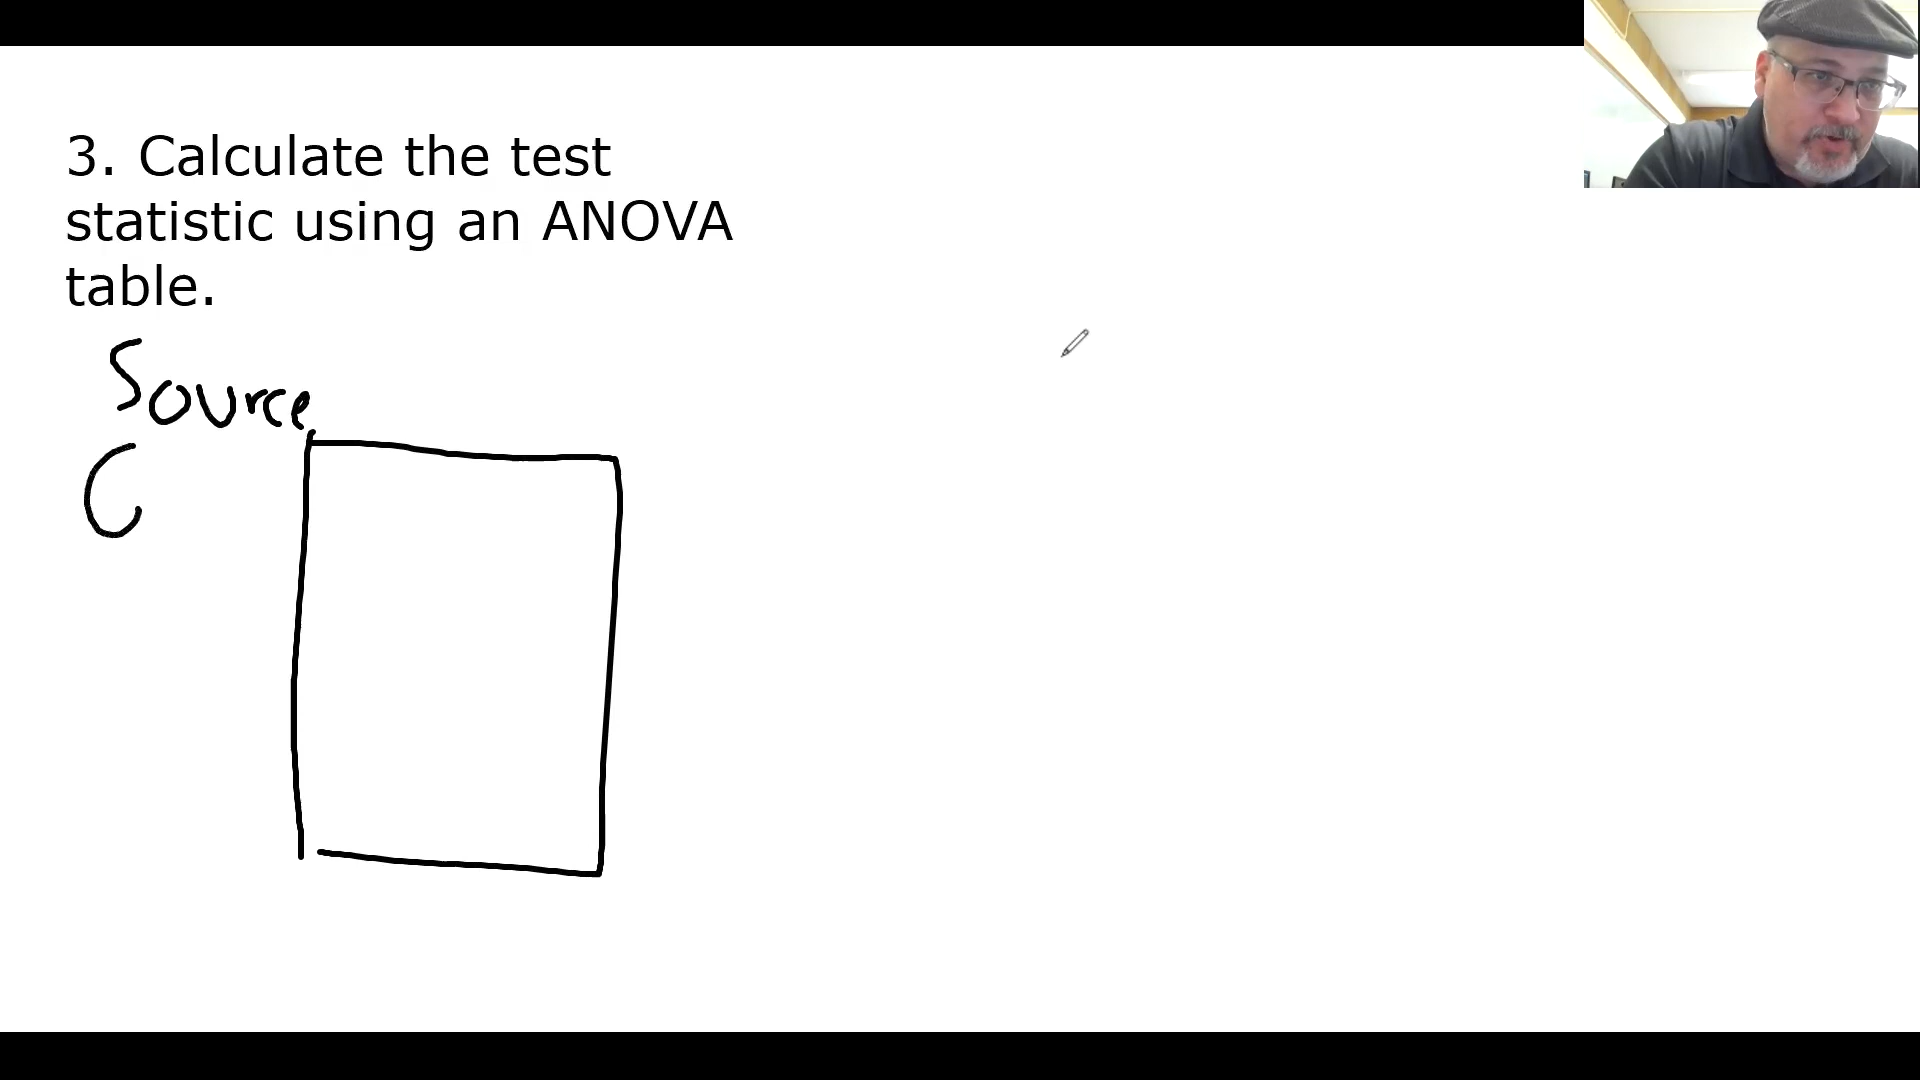 3. Calculate the test
statistic using an ANOVA
table.
Source
C